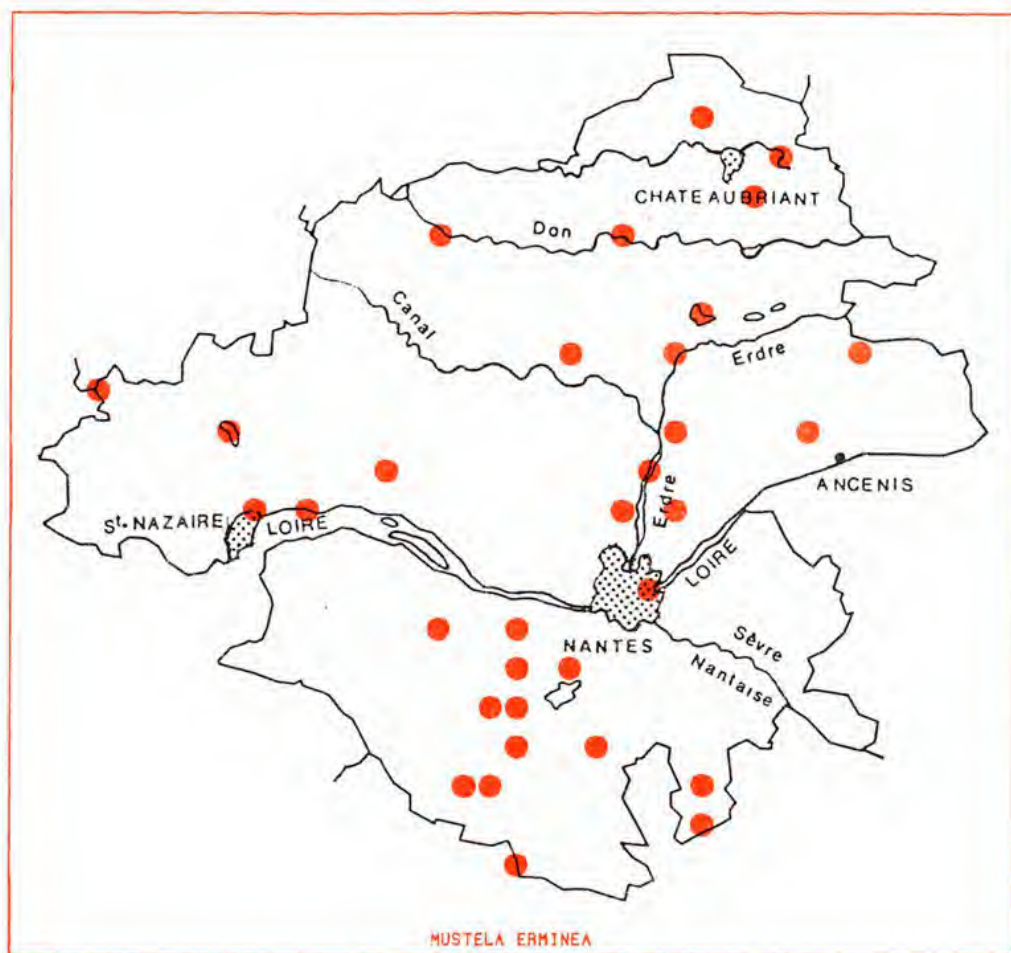 CHATEAUBRIANT
Don
Canal
Erdre
ANCENIS
Erdre
St. NAZAIRE
LOIRE
LOIRE
NANTES
Sèvre
Nantaise
MUSTELA ERMINEA